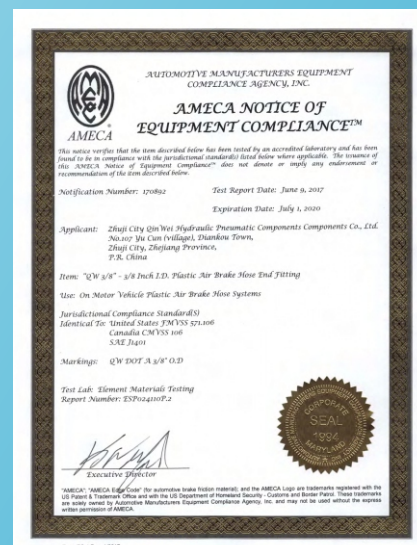 AMECA
AUTOMOTIVE MANUFACTURERS EQUIPMENT
COMPLIANCE AGENCY, INC.
AMECA NOTICE OF
EQUIPMENT COMPLIANCE™
This notice verifies that the item described below has been tested by an accredited laboratory and has been
found to be in compliance with the jurisdictional standard(s) listed below where applicable. The issuance of
this AMECA Notice of Equipment Compliance™ does not denote or imply any endorsement or
recommendation of the item described below.
Notification Number: 170892
Test Report Date: June 9, 2017
Expiration Date: July 1, 2020
Applicant: Zhuji City QinWei Hydraulic Pneumatic Components Components Co., Ltd.
No.107 Yu Cun (village), Diankou Town,
Zhuji City, Zhejiang Province,
P.R. China
Item: "QW 3/8" - 3/8 Inch I.D. Plastic Air Brake Hose End Fitting
Use: On Motor Vehicle Plastic Air Brake Hose Systems
Jurisdictional Compliance Standard(S)
Identical To: United States FMVSS 571.106
Canadia CMVSS 106
SAE J1401
Markings: QW DOT A 3/8" O.D
Test Lab: Element Materials Testing
Report Number: ESP024110P.2
Executive Director
CORPORATE
SEAL
1994
MARYLAND
"AMECA", "AMECA Edge Code" (for automotive brake friction material), and the AMECA Logo are trademarks registered with the
US Patent & Trademark Office and with the US Department of Homeland Security - Customs and Border Patrol. These trademarks
are solely owned by Automotive Manufacturers Equipment Compliance Agency, Inc. and may not be used without the express
written permission of AMECA.